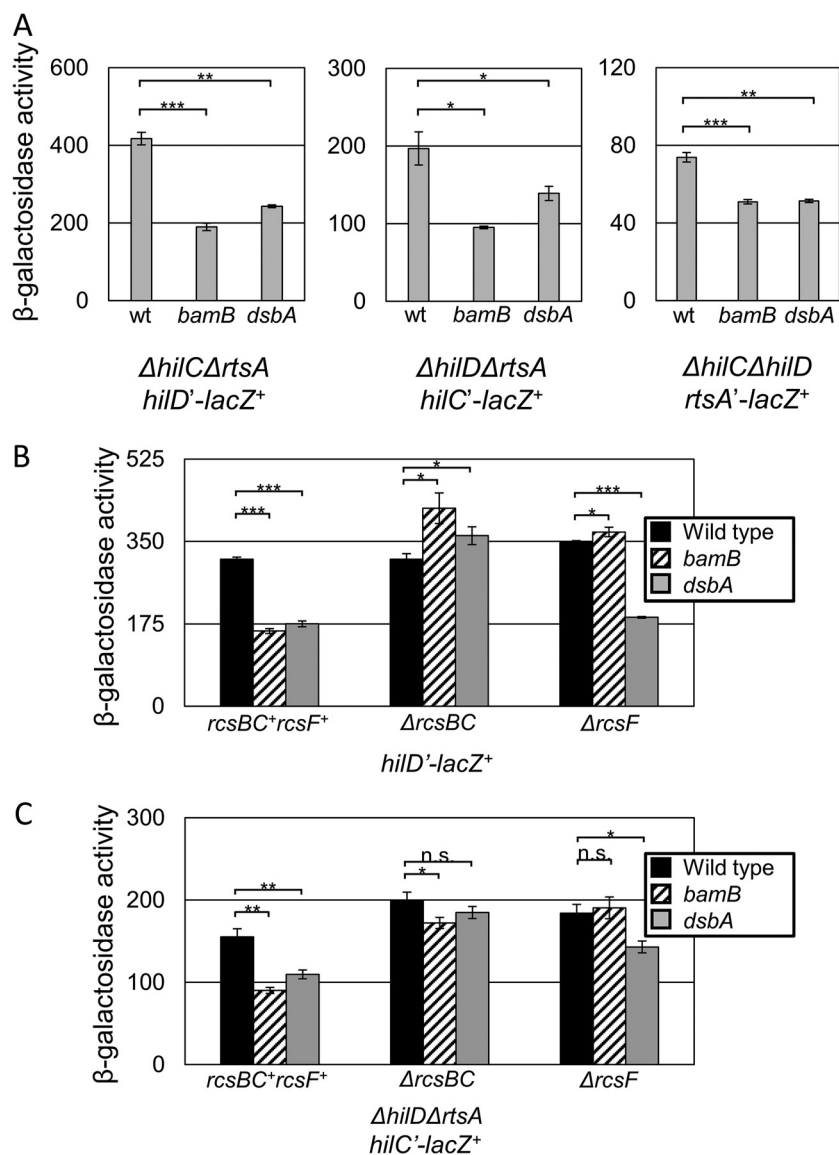 A
β-galactosidase activity
600
400
200
0
** 
***
wt bamB dsbA
ΔhilCΔrtsA
hilD’-lacZ⁺
300
200
100
0
*
*
wt bamB dsbA
ΔhilDΔrtsA
hilC’-lacZ⁺
120
80
40
0
**
***
wt bamB dsbA
ΔhilCΔhilD
rtsA’-lacZ⁺
B
β-galactosidase activity
525
350
175
0
***
***
*
*
***
*
Wild type
bamB
dsbA
rcsBC⁺rcsF⁺ ΔrcsBC ΔrcsF
hilD’-lacZ⁺
C
β-galactosidase activity
300
200
100
0
**
**
n.s.
*
*
n.s.
Wild type
bamB
dsbA
rcsBC⁺rcsF⁺ ΔrcsBC ΔrcsF
ΔhilDΔrtsA
hilC’-lacZ⁺